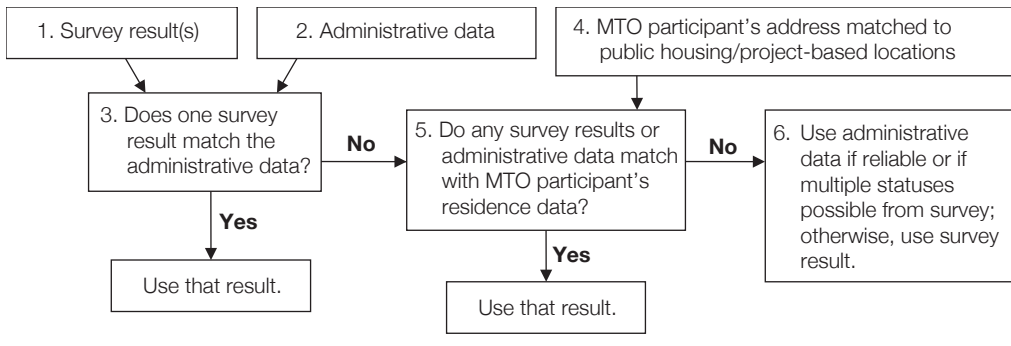 1. Survey result(s)
2. Administrative data
4. MTO participant's address matched to
public housing/project-based locations
3. Does one survey
result match the
administrative data?
No
5. Do any survey results or
administrative data match
with MTO participant's
residence data?
No
6. Use administrative
data if reliable or if
multiple statuses
possible from survey;
otherwise, use survey
result.
Yes
Use that result.
Yes
Use that result.